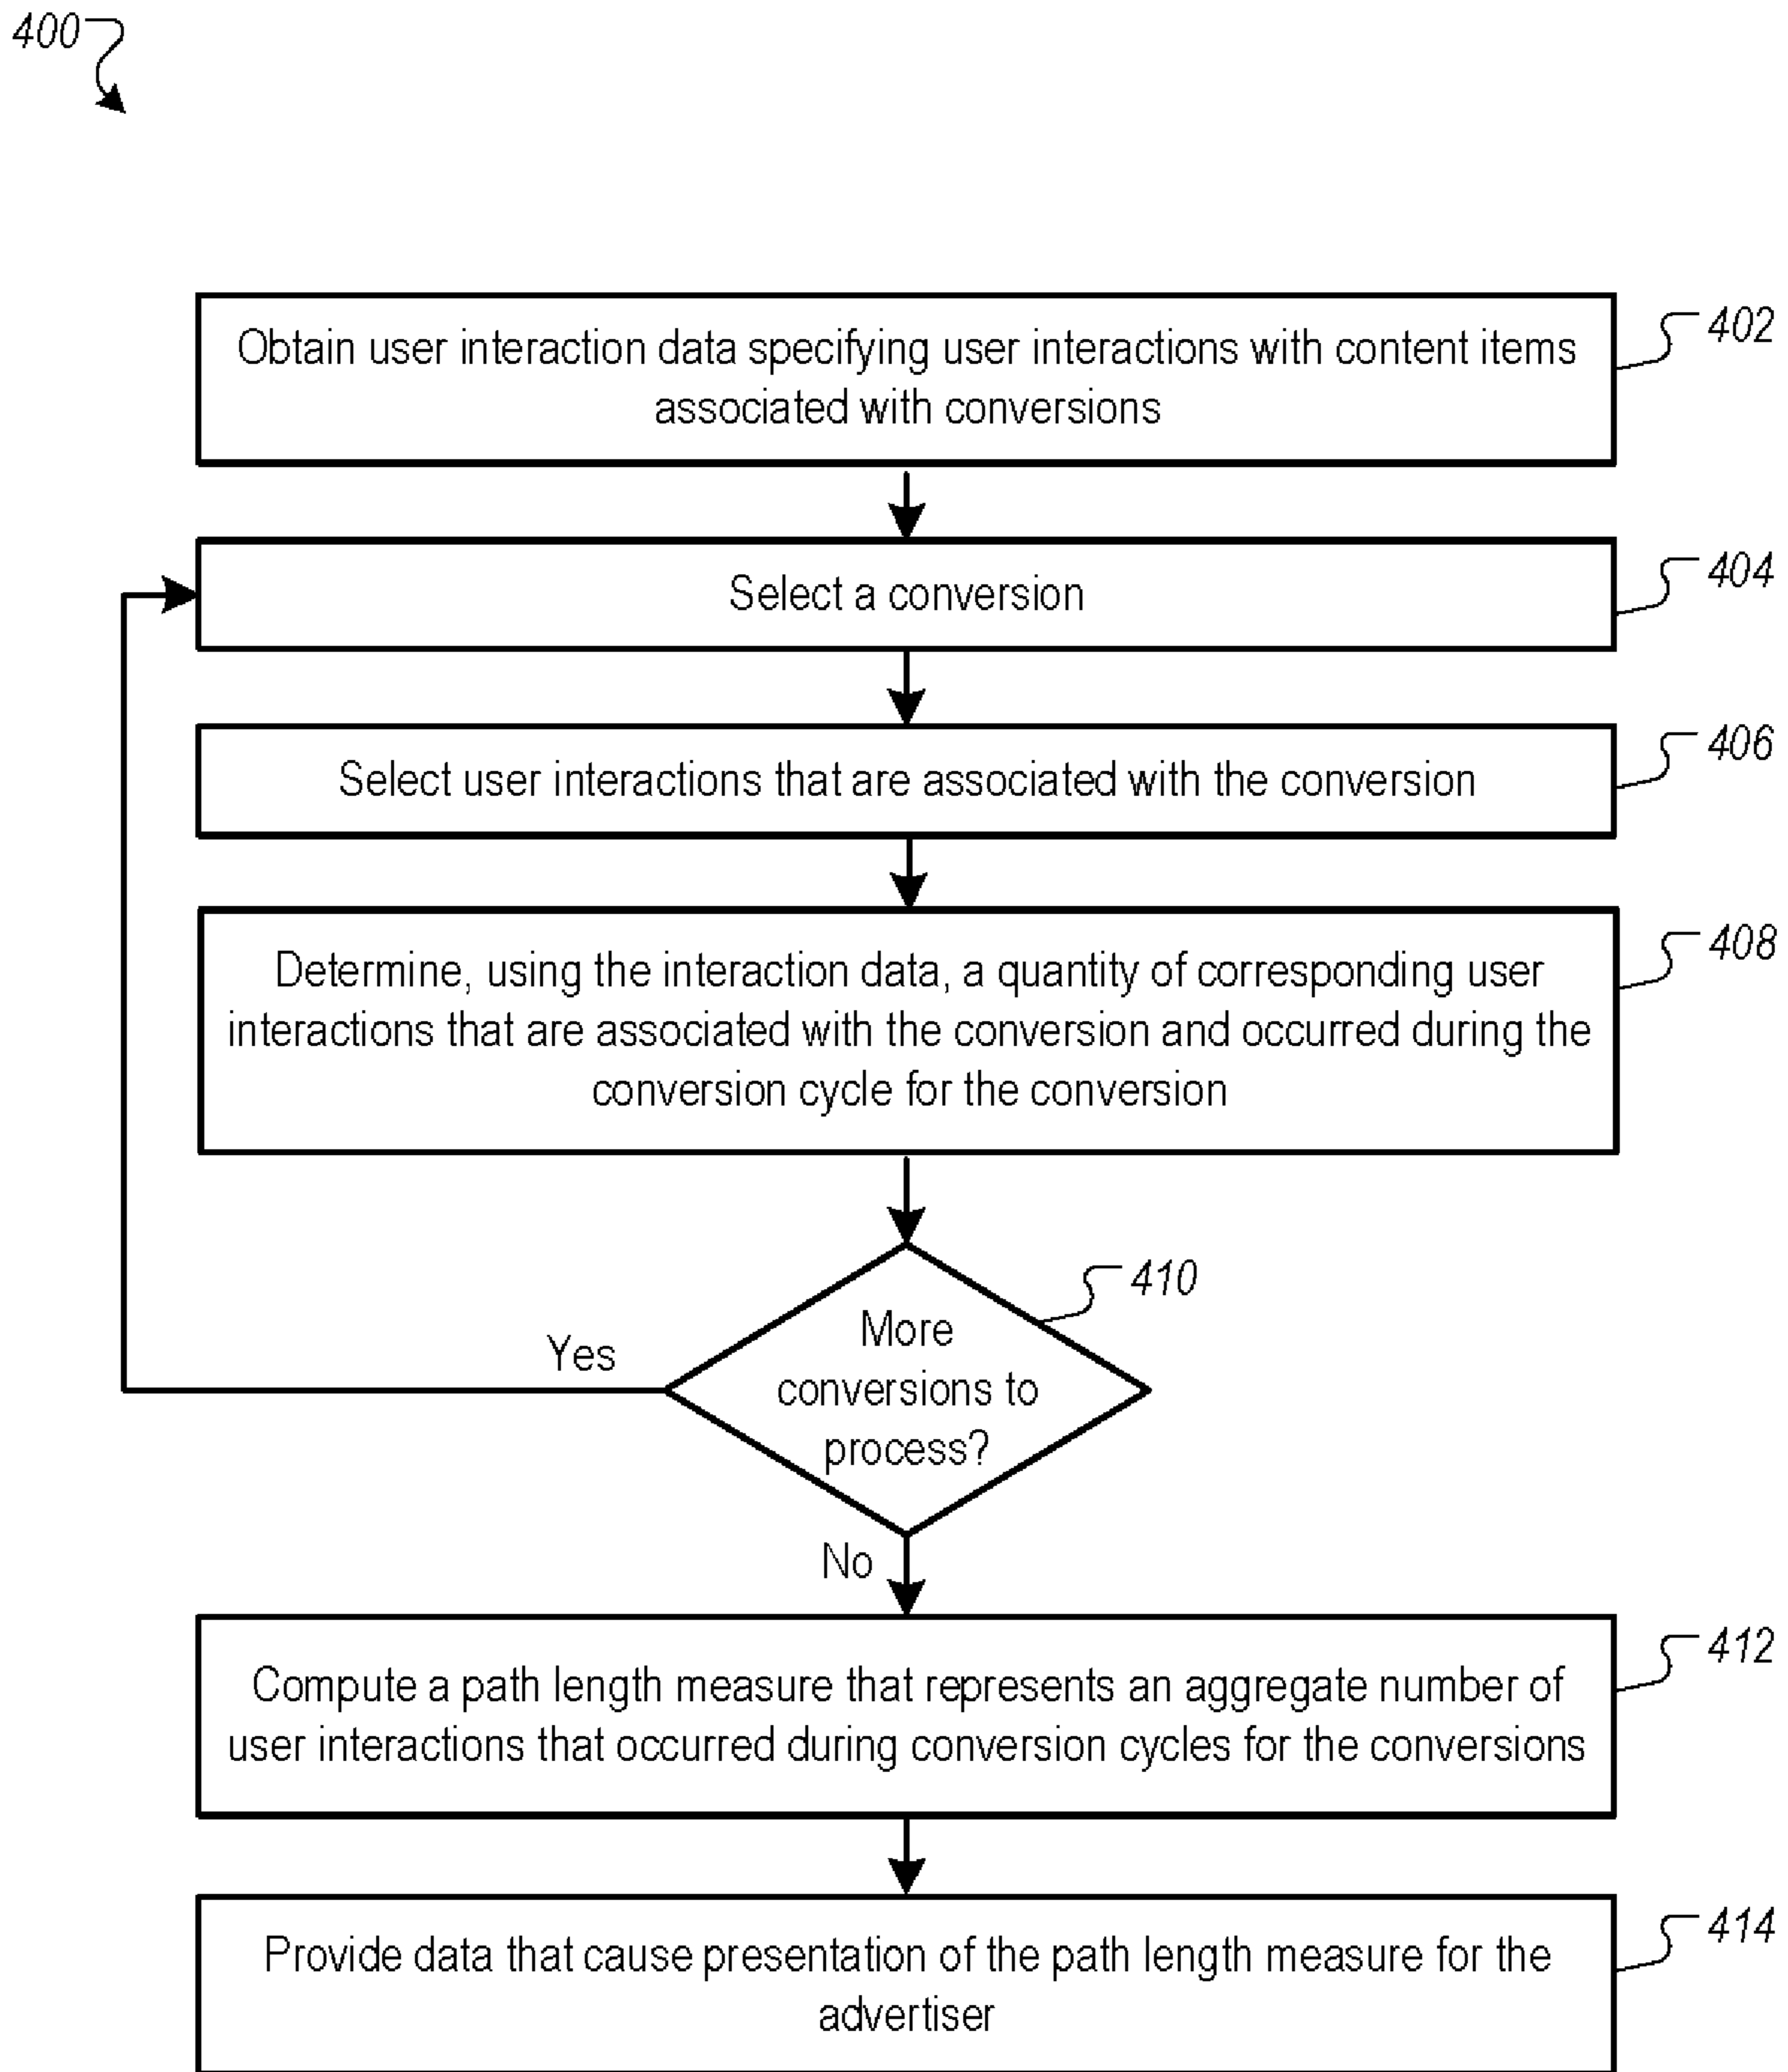 400
Obtain user interaction data specifying user interactions with content items
associated with conversions
402
Select a conversion
404
Select user interactions that are associated with the conversion
406
Determine, using the interaction data, a quantity of corresponding user
interactions that are associated with the conversion and occurred during the
conversion cycle for the conversion
408
More
conversions to
process?
410
Yes
No
Compute a path length measure that represents an aggregate number of
user interactions that occurred during conversion cycles for the conversions
412
Provide data that cause presentation of the path length measure for the
advertiser
414